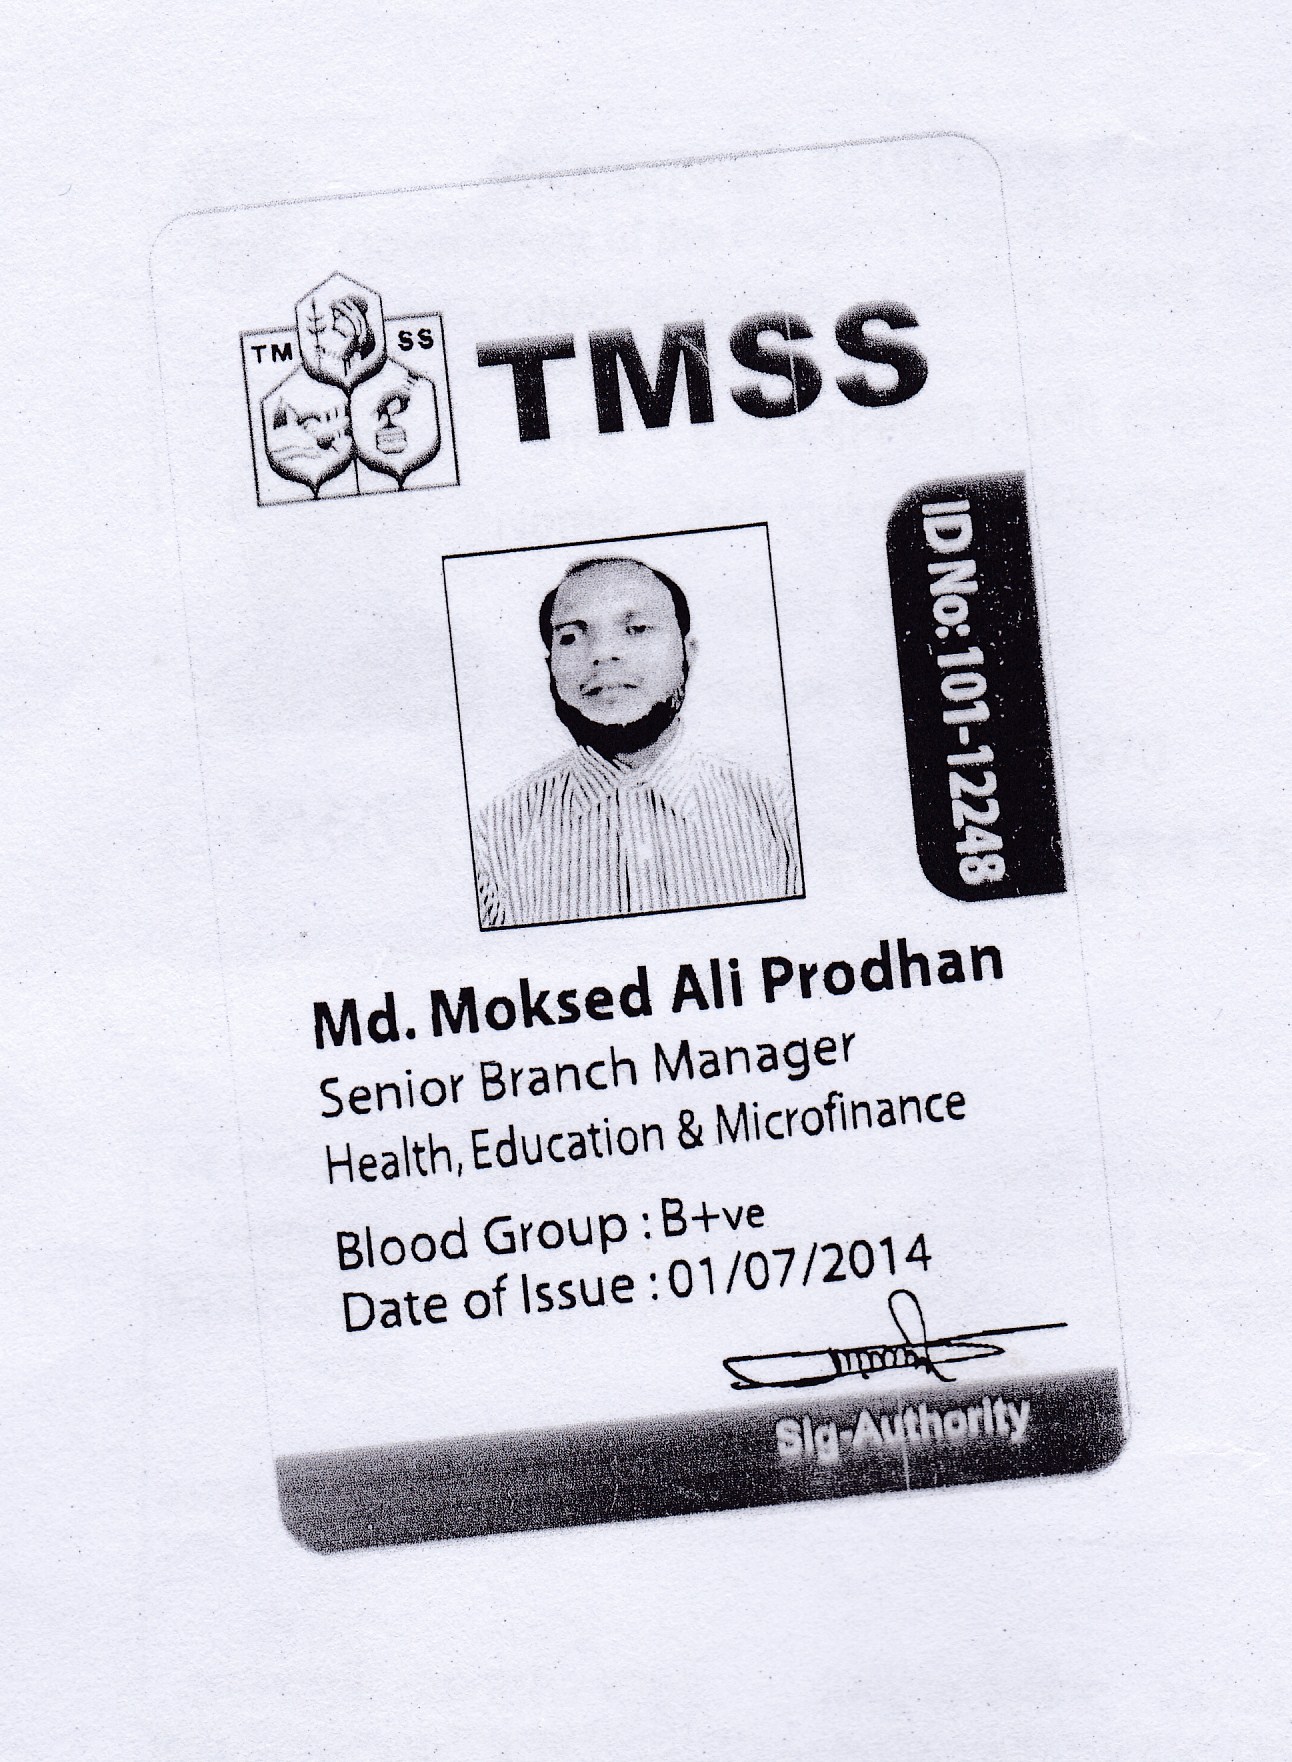 TM SS
TMSS
ID No: 101-12248
Md. Moksed Ali Prodhan
Senior Branch Manager
Health, Education & Microfinance
Blood Group : B+ve
Date of Issue : 01/07/2014
Sig-Authority